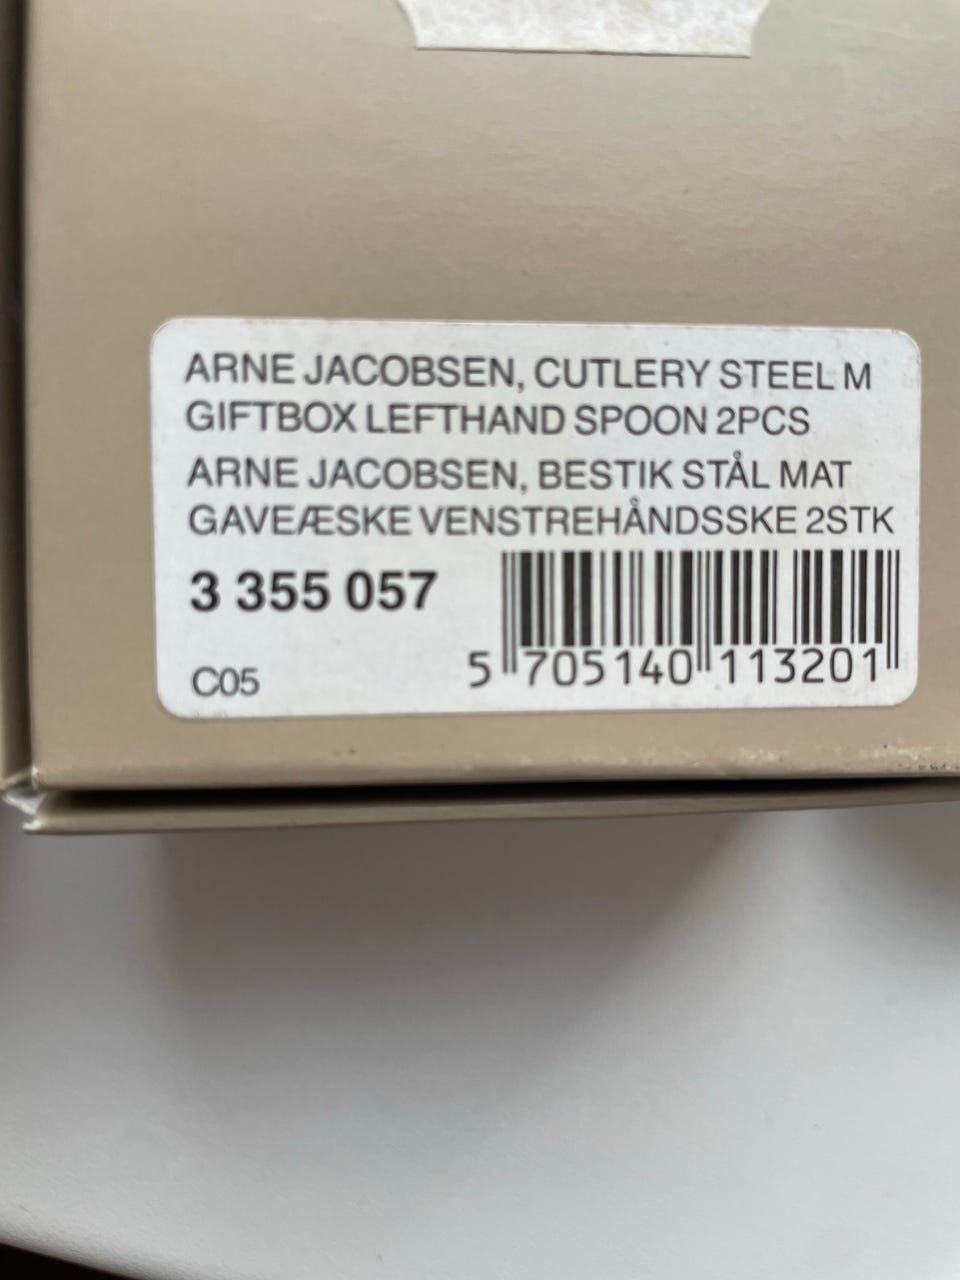 ARNE JACOBSEN, CUTLERY STEEL M
GIFTBOX LEFTHAND SPOON 2PCS
ARNE JACOBSEN, BESTIK STÅL MAT
GAVEÆSKE VENSTREHÅNDSSKE 2STK
3 355 057
C05
5 705140 113201